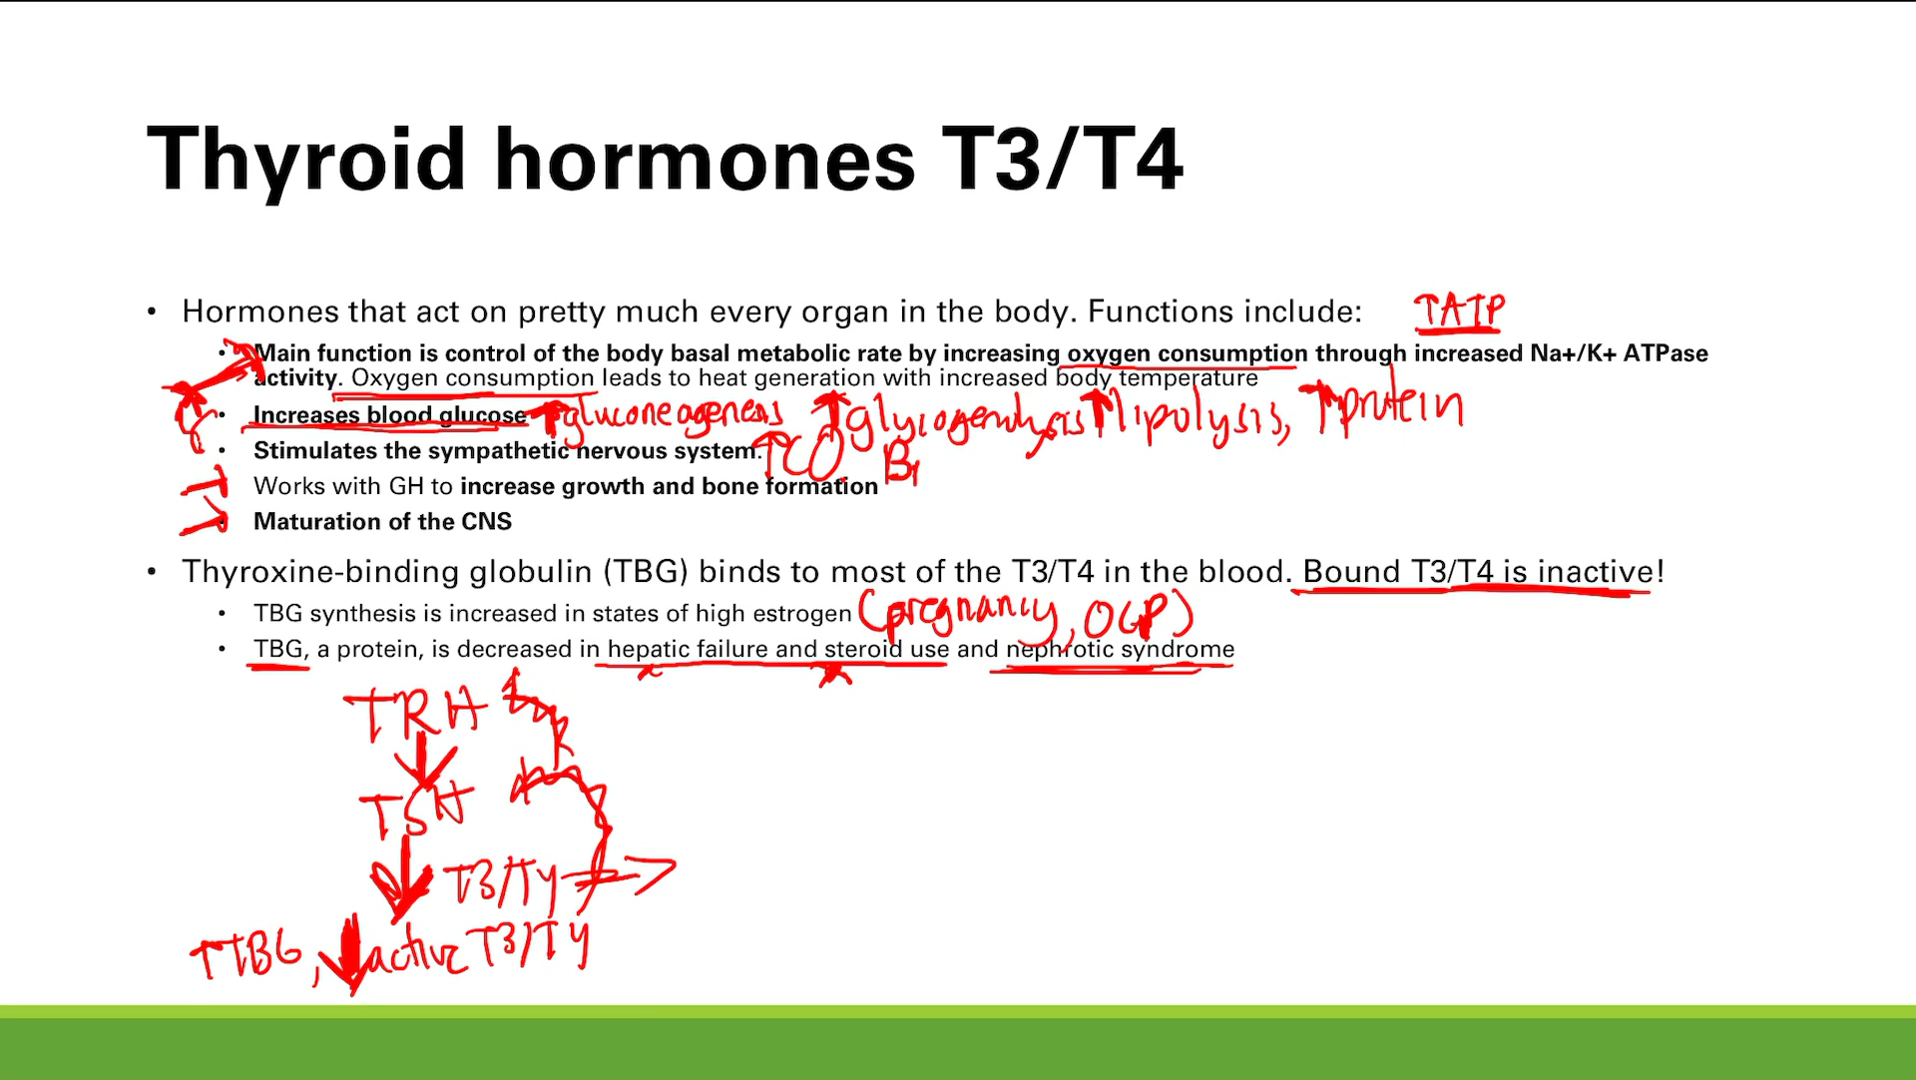 Thyroid hormones T3/T4
• Hormones that act on pretty much every organ in the body. Functions include: ↑ATP
• Main function is control of the body basal metabolic rate by increasing oxygen consumption through increased Na+/K+ ATPase
activity. Oxygen consumption leads to heat generation with increased body temperature
• Increases blood glucose ↑gluconeogenesis ↑glycogenolysis ↑lipolysis, ↑protein
• Stimulates the sympathetic nervous system. ↑CO B1
• Works with GH to increase growth and bone formation
• Maturation of the CNS
• Thyroxine-binding globulin (TBG) binds to most of the T3/T4 in the blood. Bound T3/T4 is inactive!
• TBG synthesis is increased in states of high estrogen (pregnancy, OCP)
• TBG, a protein, is decreased in hepatic failure and steroid use and nephrotic syndrome
TRH
↓
TSH
↓ T3/T4 →
↑TBG, ↓active T3/T4